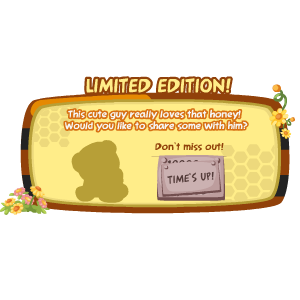 LIMITED EDITION!
This cute guy really loves that honey!
Would you like to share some with him?
Don't miss out!
TIME'S UP!